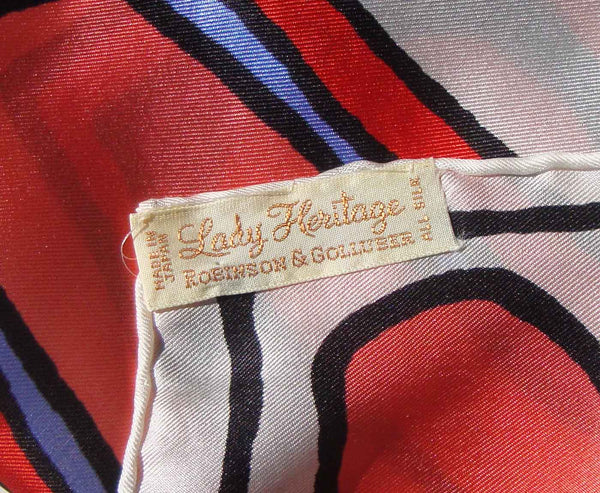 MADE IN
JAPAN
Lady Heritage
ROBINSON & GOLLUBER
ALL SILK